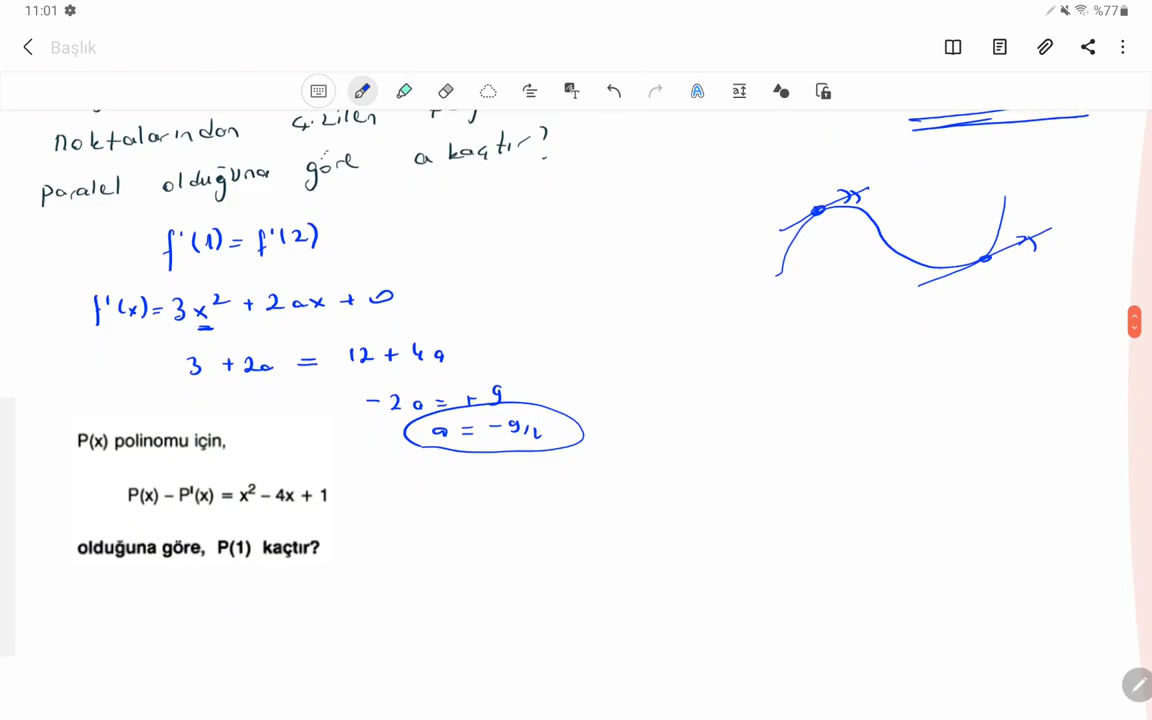 11:01
%77
Başlık
noktalarından çizilen
paralel olduğuna göre a kaçtır?
f'(1) = f'(2)
f'(x) = 3x² + 2ax + 0
3 + 2a = 12 + 4a
-2a = + 9
a = -9/2
P(x) polinomu için,
P(x) – P'(x) = x² – 4x + 1
olduğuna göre, P(1) kaçtır?